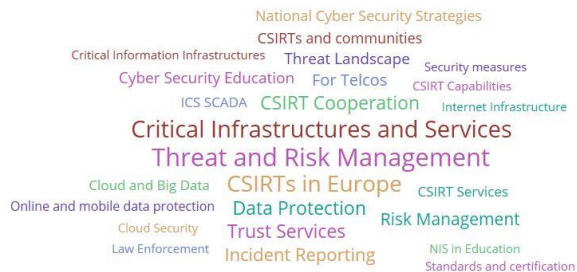 National Cyber Security Strategies
CSIRTs and communities
Critical Information Infrastructures
Threat Landscape
Security measures
Cyber Security Education
For Telcos
CSIRT Capabilities
ICS SCADA
CSIRT Cooperation
Internet Infrastructure
Critical Infrastructures and Services
Threat and Risk Management
Cloud and Big Data
CSIRTs in Europe
CSIRT Services
Online and mobile data protection
Data Protection
Risk Management
Cloud Security
Trust Services
Law Enforcement
Incident Reporting
NIS in Education
Standards and certification